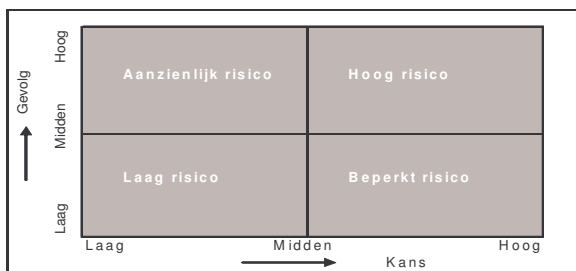 Hoog
Aanzienlijk risico
Hoog risico
Gevolg
Midden
Laag risico
Beperkt risico
Laag
Laag
Midden
Hoog
Kans